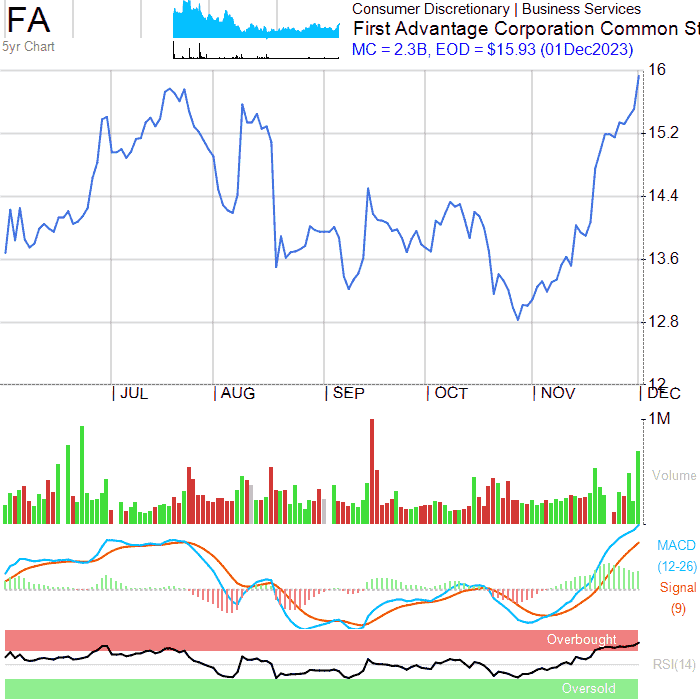 FA
5yr Chart
Consumer Discretionary | Business Services
First Advantage Corporation Common St
MC = 2.3B, EOD = $15.93 (01Dec2023)
16
15.2
14.4
13.6
12.8
12
| JUL | AUG | SEP | OCT | NOV | DEC
1M
Volume
MACD
(12-26)
Signal
(9)
Overbought
RSI(14)
Oversold